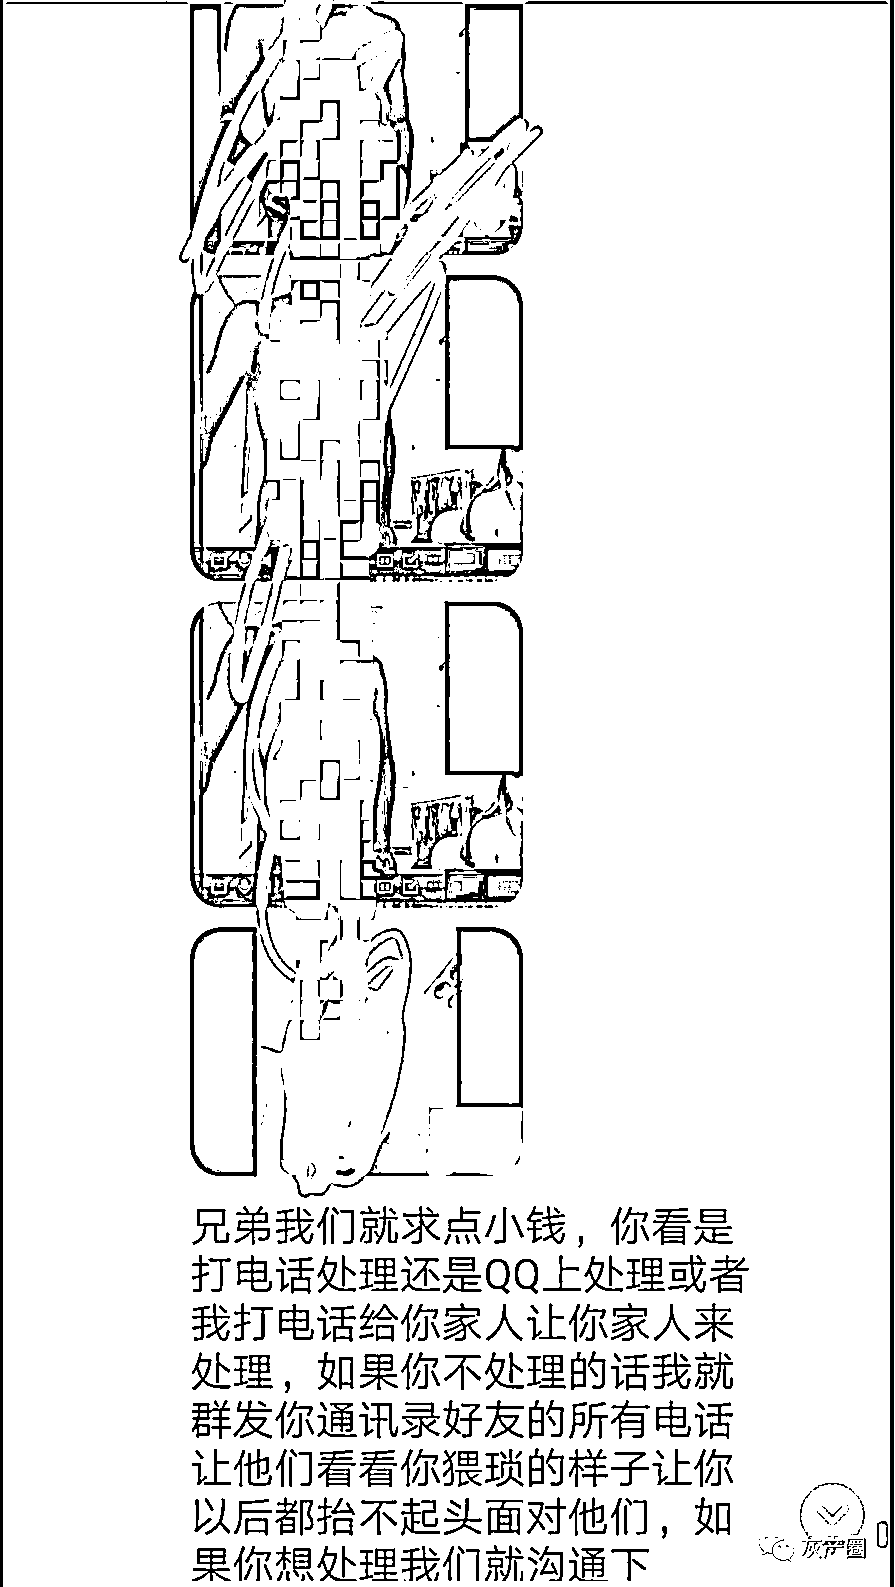 兄弟我们就求点小钱，你看是
打电话处理还是QQ上处理或者
我打电话给你家人让你家人来
处理，如果你不处理的话我就
群发你通讯录好友的所有电话
让他们看看你猥琐的样子让你
以后都抬不起头面对他们，如
果你想处理我们就沟通下
灰产圈